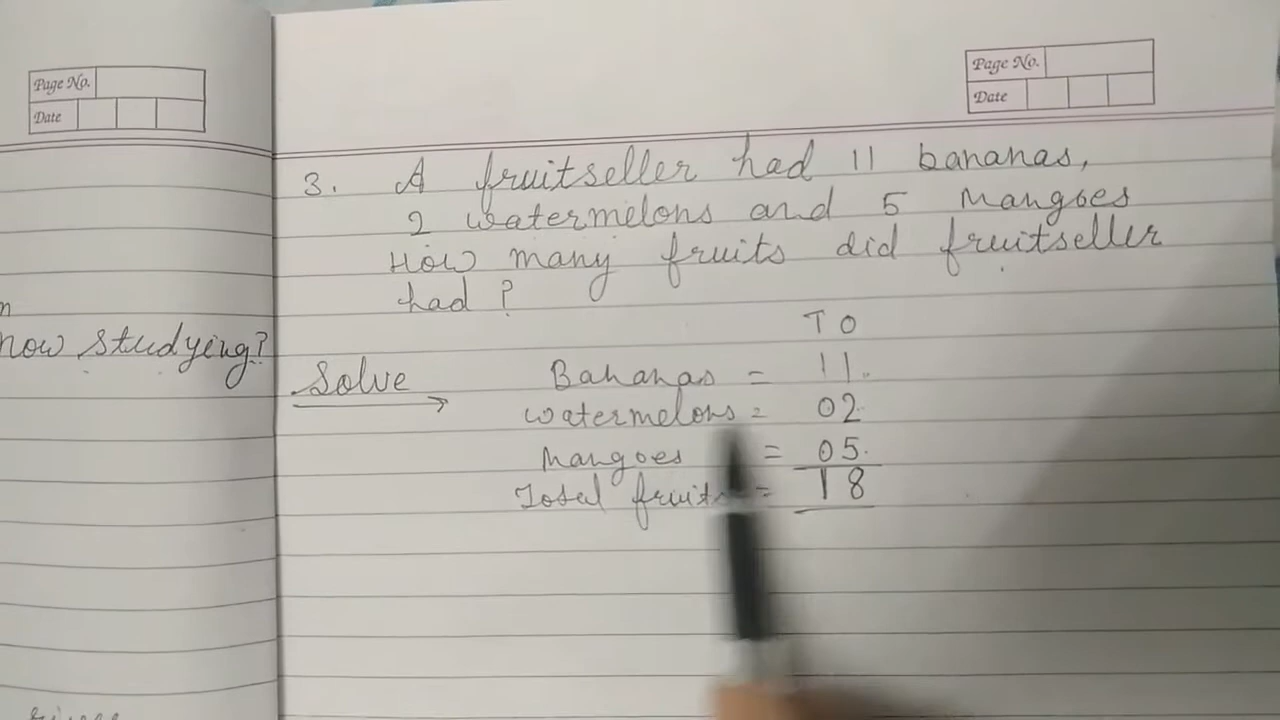 Page No.
Date
now studying?
Page No.
Date
3. A fruitseller had 11 bananas,
2 watermelons and 5 Mangoes
How many fruits did fruitseller
had ?
Solve
T O
Bananas = 11
watermelons = 02
Mangoes = 05
Total fruits = 18